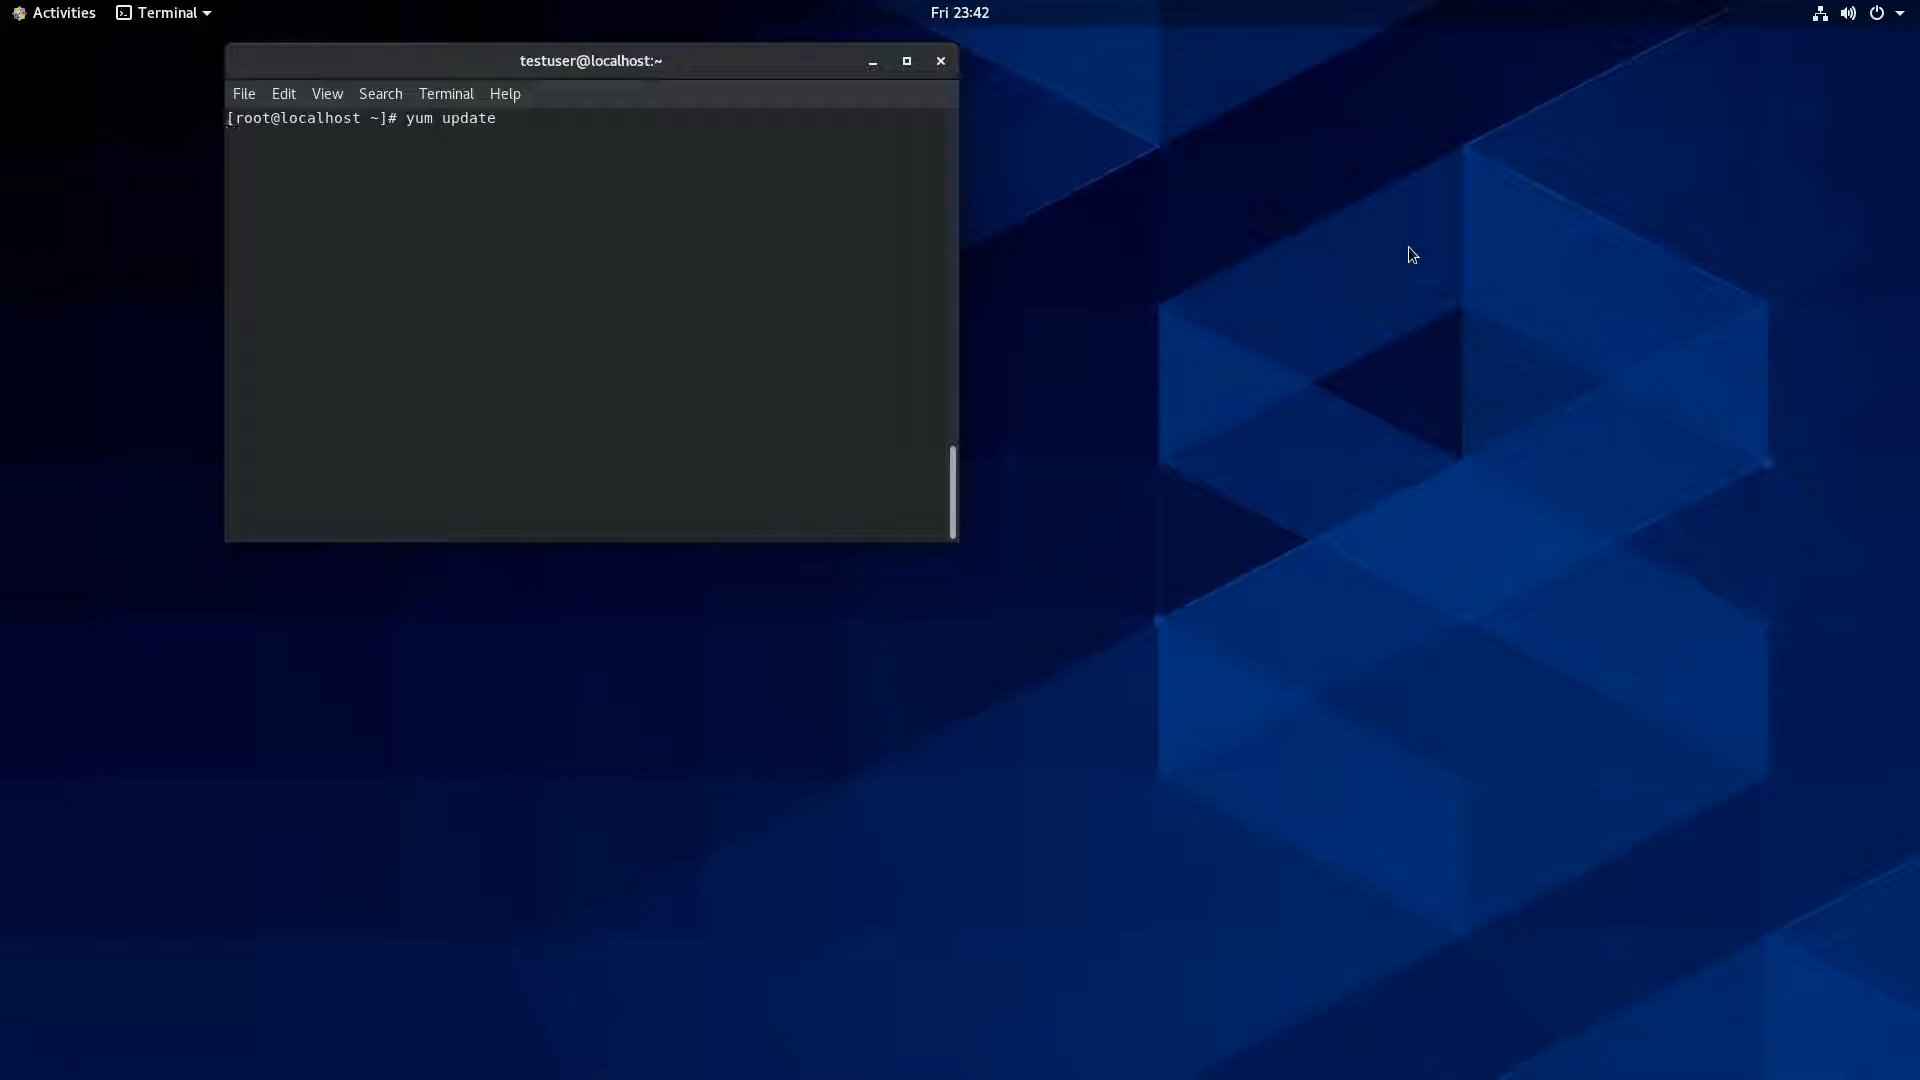 Activities Terminal Fri 23:42
testuser@localhost:~
File Edit View Search Terminal Help
[root@localhost ~]# yum update